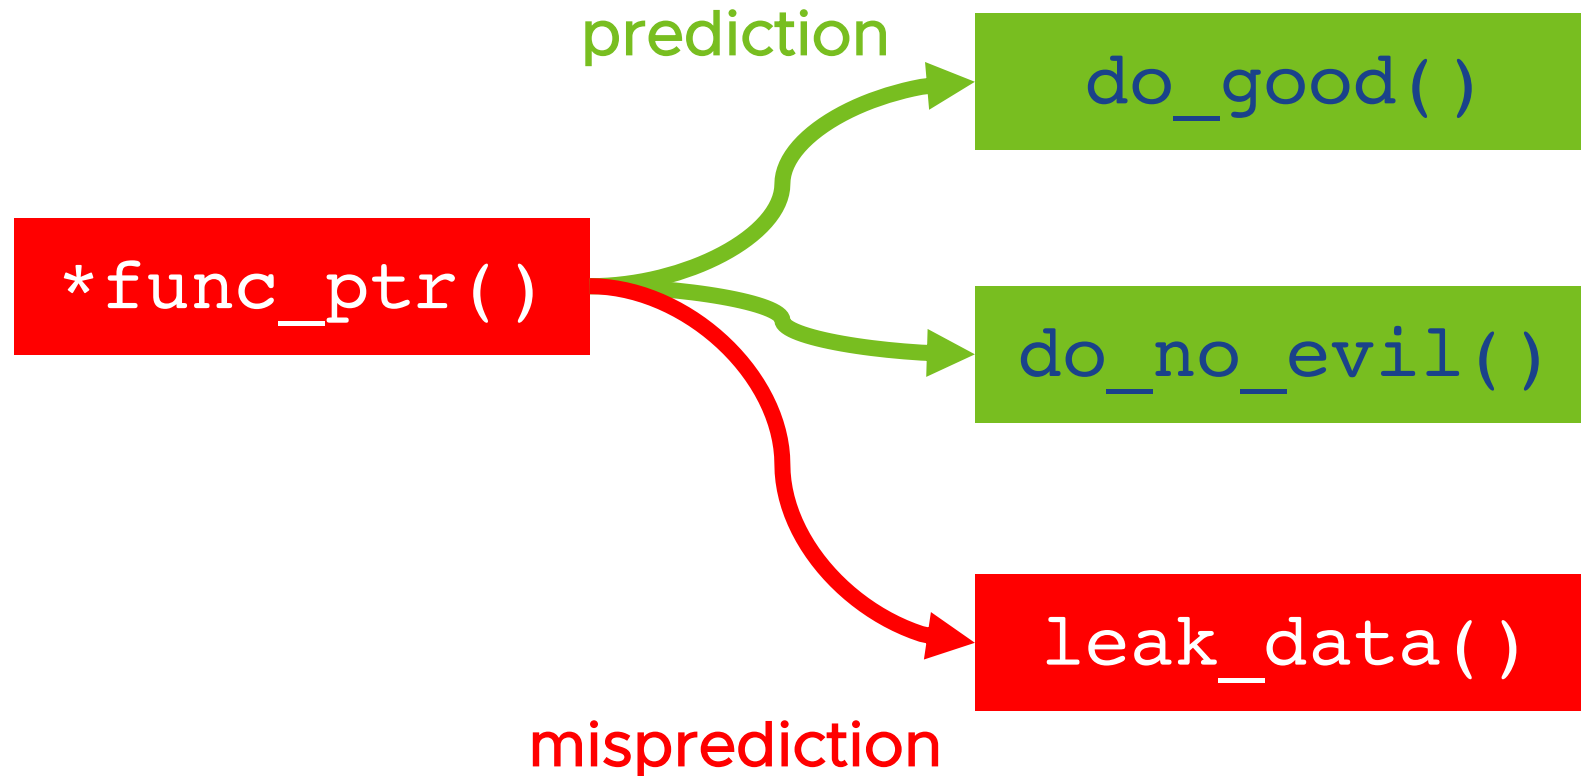 prediction
do_good()
*func_ptr()
do_no_evil()
leak_data()
misprediction